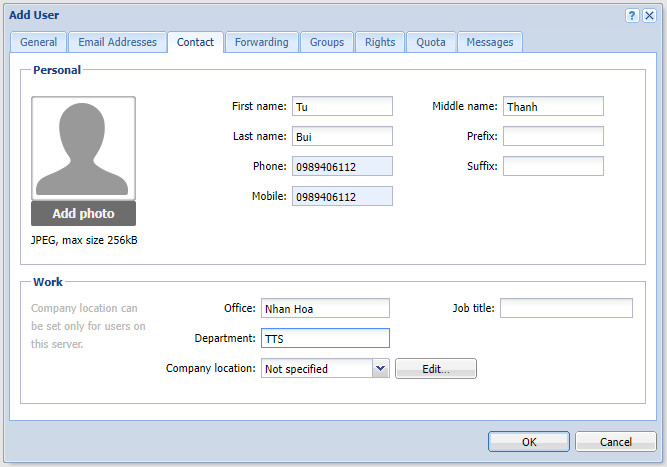 Add User
General Email Addresses Contact Forwarding Groups Rights Quota Messages
Personal
Add photo
JPEG, max size 256kB
First name: Tu
Middle name: Thanh
Last name: Bui
Prefix:
Phone: 0989406112
Suffix:
Mobile: 0989406112
Work
Company location can
be set only for users on
this server.
Office: Nhan Hoa
Job title:
Department: TTS
Company location: Not specified Edit...
OK Cancel